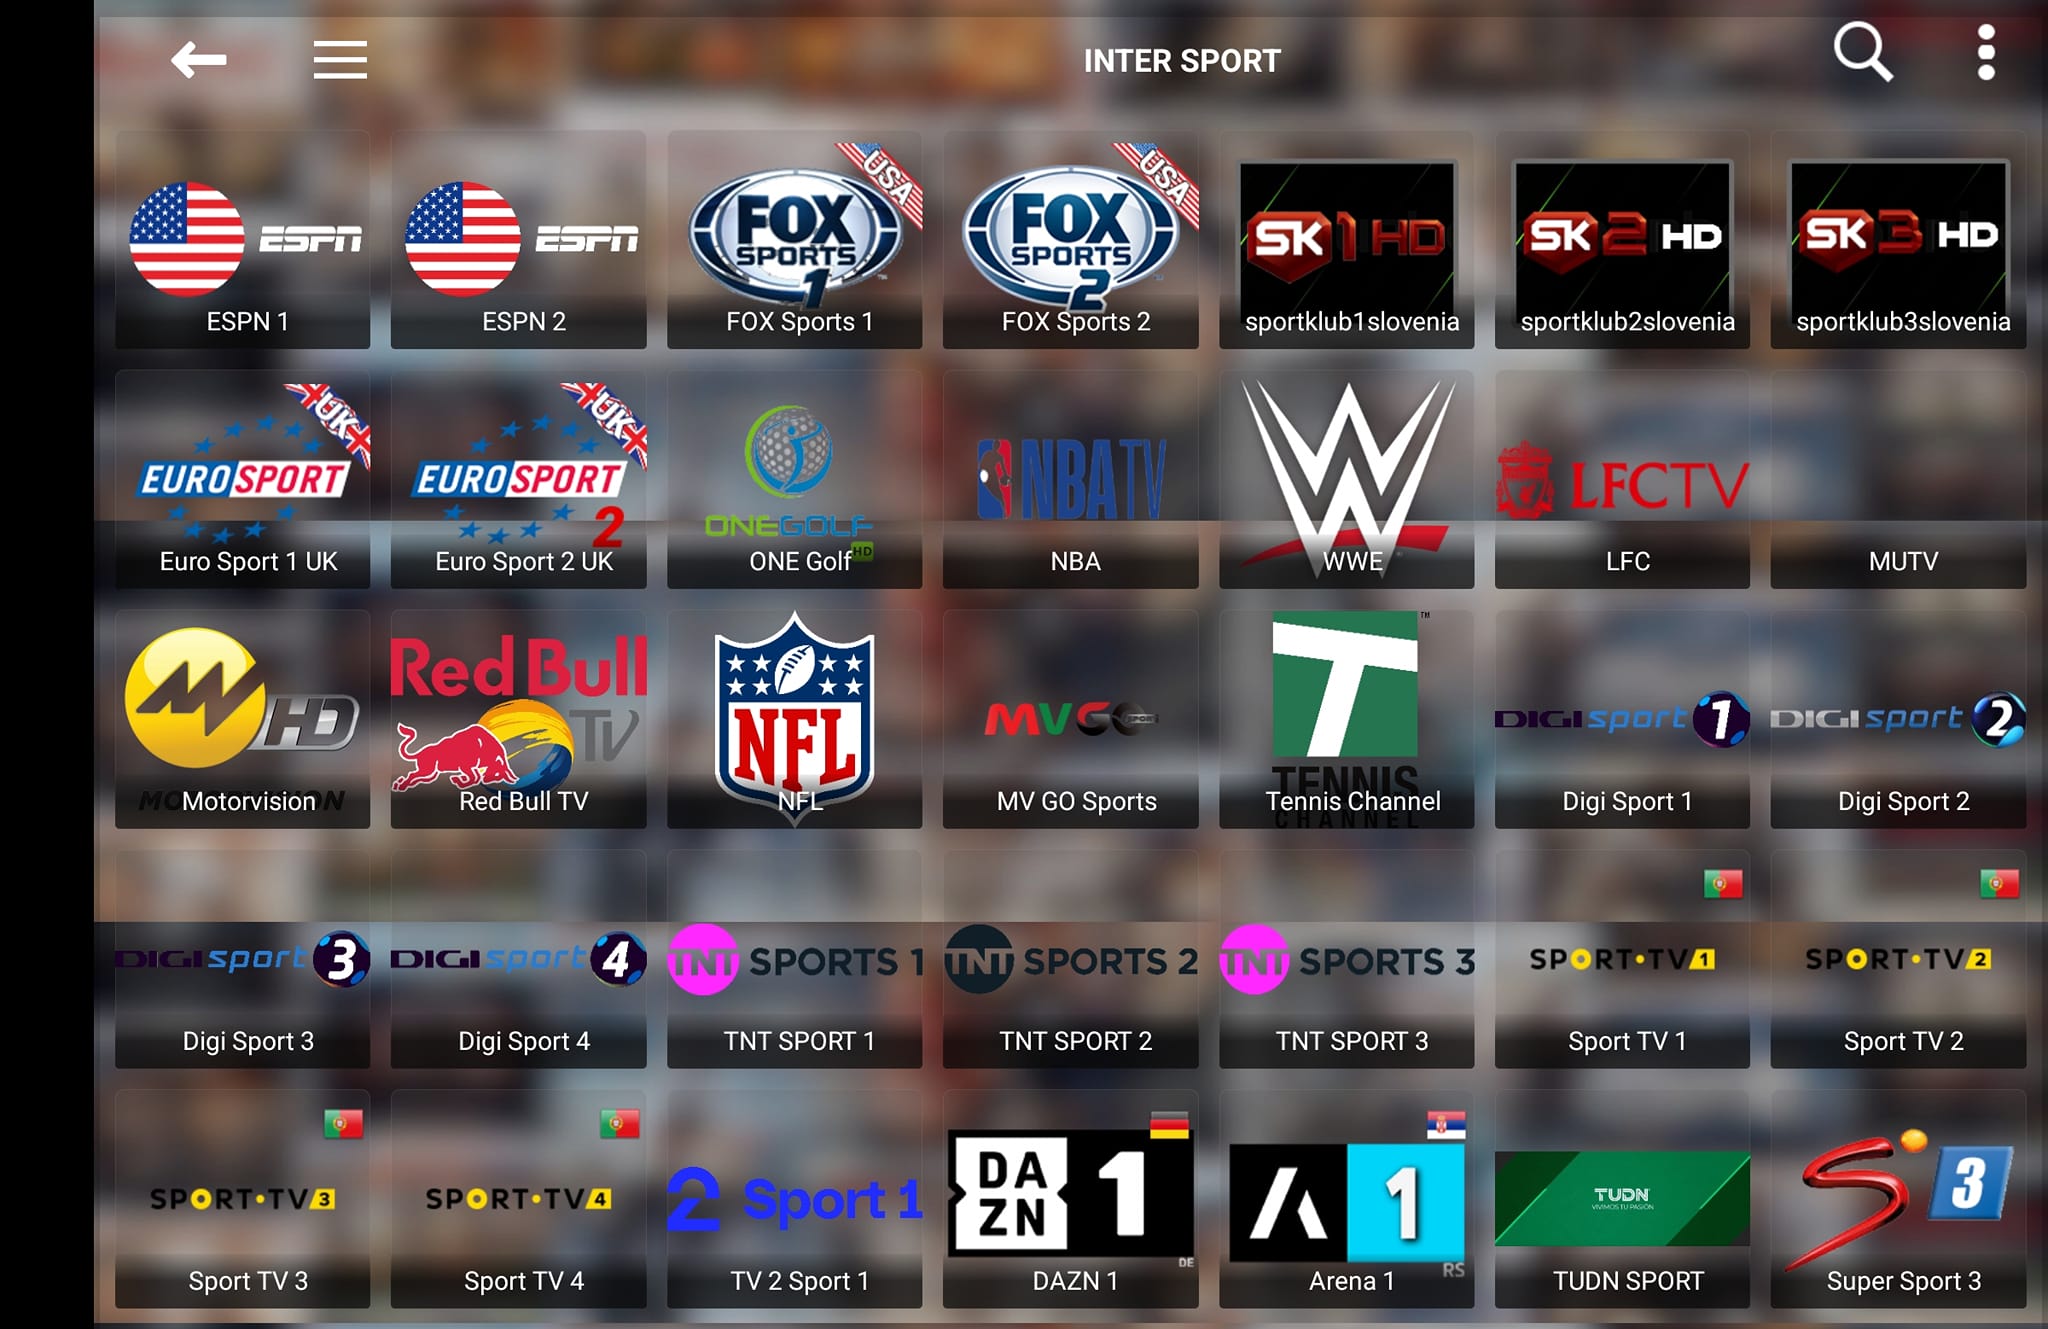 INTER SPORT
ESPN
ESPN 1
ESPN
ESPN 2
USA
FOX
SPORTS
1
FOX Sports 1
USA
FOX
SPORTS
2
FOX Sports 2
SK 1 HD
sportklub1slovenia
SK 2 HD
sportklub2slovenia
SK 3 HD
sportklub3slovenia
UK
EUROSPORT
Euro Sport 1 UK
UK
EUROSPORT
2
Euro Sport 2 UK
ONEGOLF
HD
ONE Golf
NBA TV
NBA
WWE
LFCTV
LFC
MUTV
HD
MOTORVISION
Motorvision
Red Bull
TV
Red Bull TV
NFL
NFL
MVGO
SPORT
MV GO Sports
T
TM
TENNIS
CHANNEL
Tennis Channel
DIGI sport 1
Digi Sport 1
DIGI sport 2
Digi Sport 2
DIGI sport 3
Digi Sport 3
DIGI sport 4
Digi Sport 4
TNT SPORTS 1
TNT SPORT 1
TNT SPORTS 2
TNT SPORT 2
TNT SPORTS 3
TNT SPORT 3
SPORT•TV 1
Sport TV 1
SPORT•TV 2
Sport TV 2
SPORT•TV 3
Sport TV 3
SPORT•TV 4
Sport TV 4
2 Sport 1
TV 2 Sport 1
DA
ZN
1
DE
DAZN 1
A 1
RS
Arena 1
TUDN
VIVIMOS TU PASIÓN
TUDN SPORT
S 3
Super Sport 3